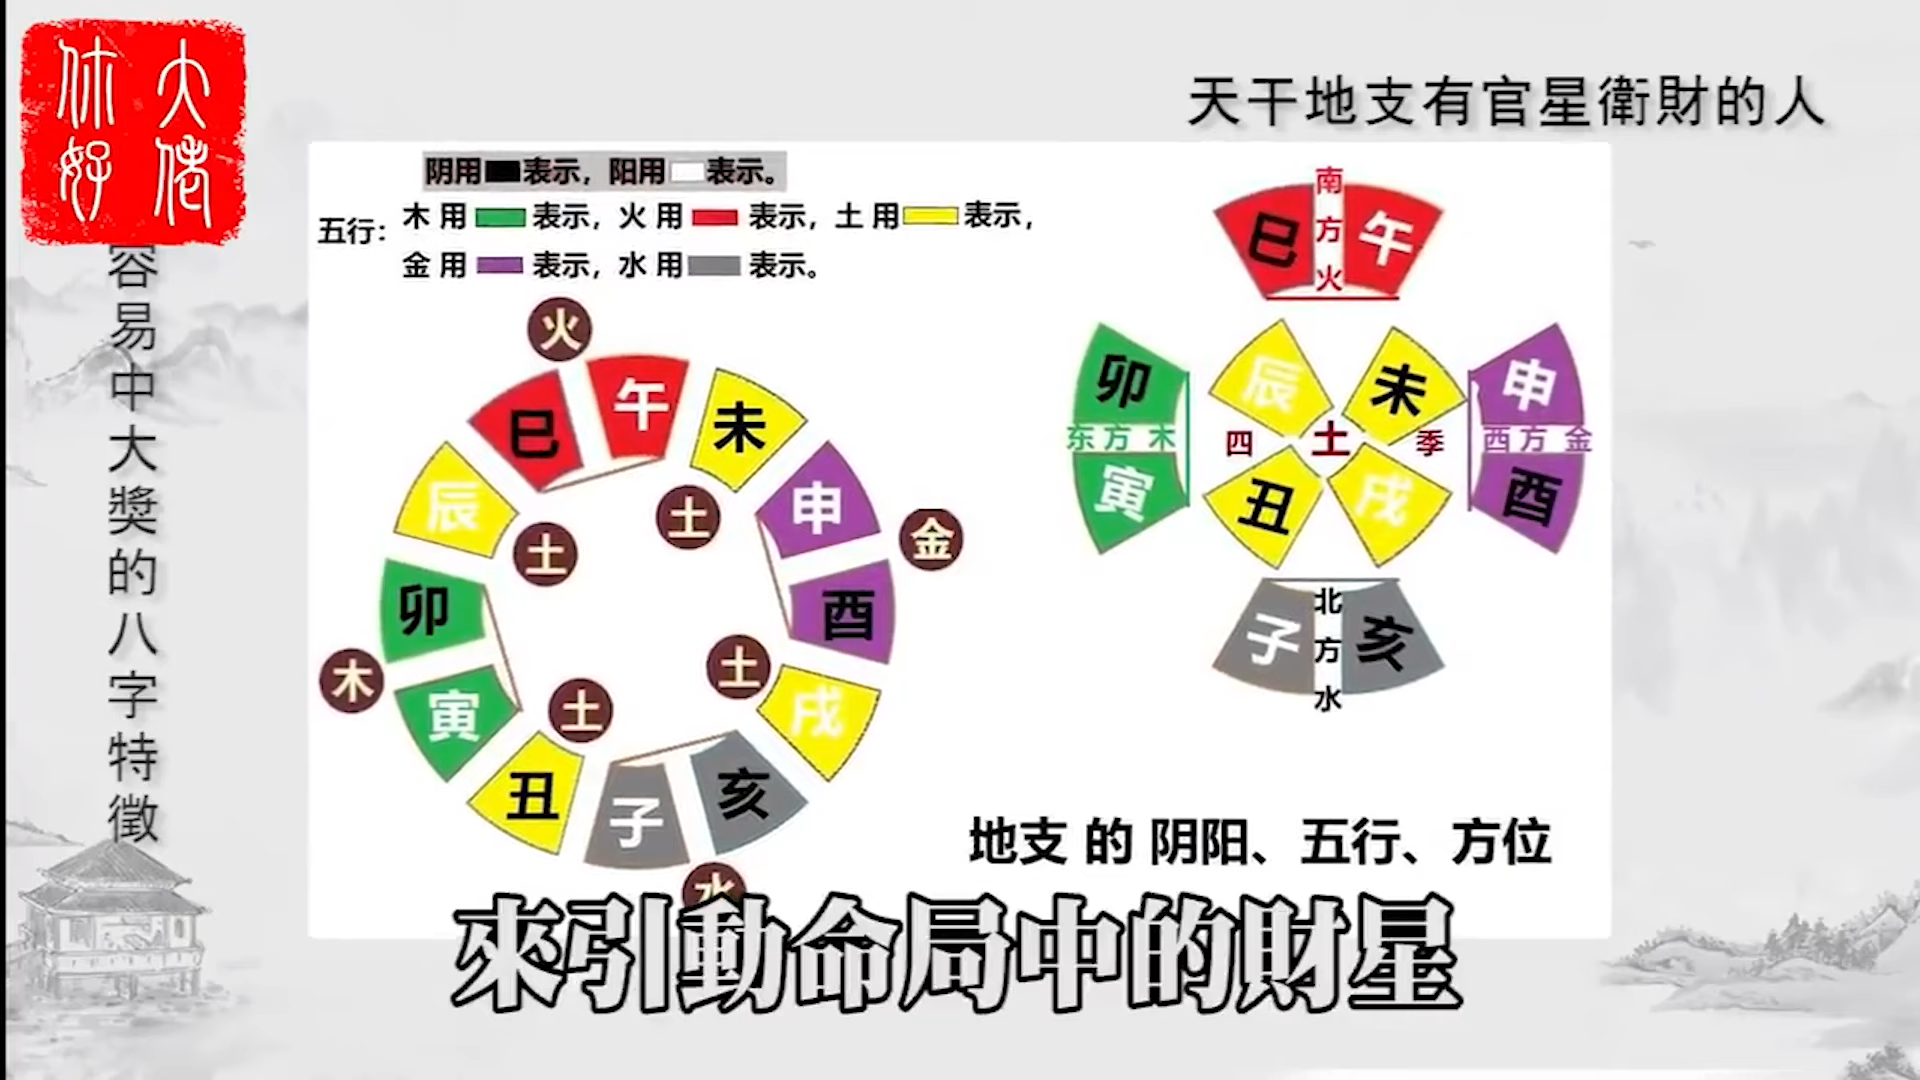 大佬
你好
容易中大獎的八字特徵
天干地支有官星衛財的人
阴用 表示，阳用 表示。
五行：
木 用 表示，火 用 表示，土 用 表示，
金 用 表示，水 用 表示。
火
巳
午
未
辰
申
土
土
金
卯
酉
木
土
土
寅
戌
丑
子
亥
水
南方火
巳
午
卯
辰
未
申
东方 木
四 土 季
西方 金
寅
丑
戌
酉
北方水
子
亥
地支 的 阴阳、五行、方位
來引動命局中的財星